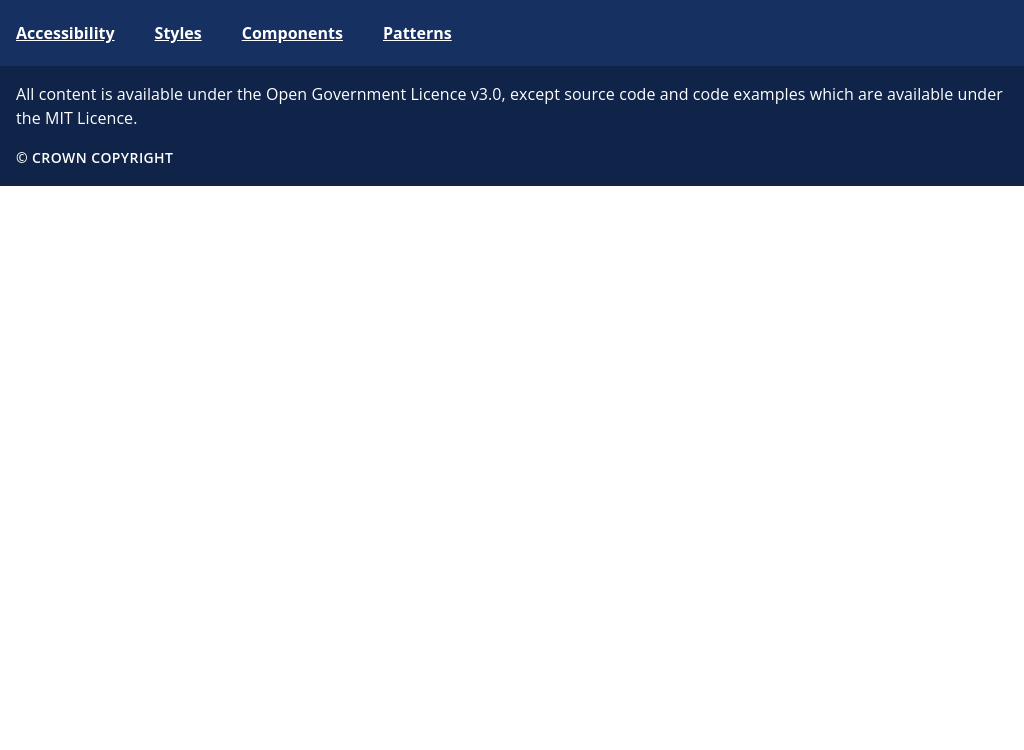 Accessibility Styles Components Patterns
All content is available under the Open Government Licence v3.0, except source code and code examples which are available under
the MIT Licence.
© CROWN COPYRIGHT